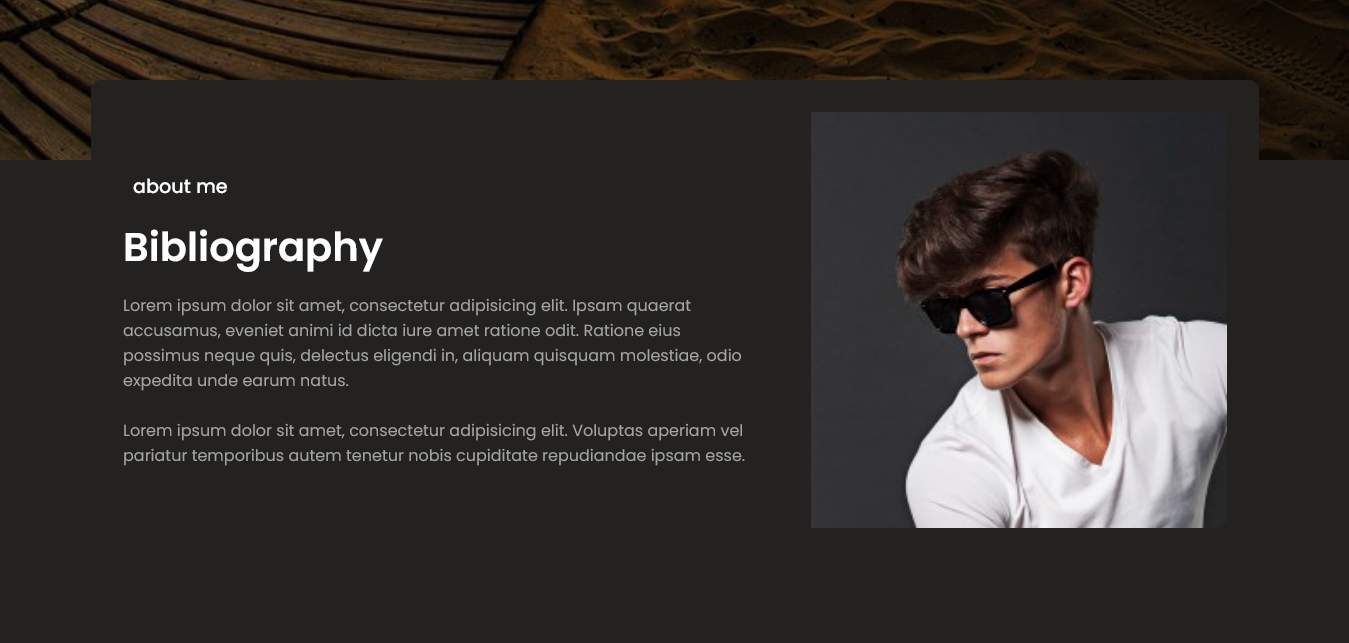 about me
Bibliography
Lorem ipsum dolor sit amet, consectetur adipisicing elit. Ipsam quaerat
accusamus, eveniet animi id dicta iure amet ratione odit. Ratione eius
possimus neque quis, delectus eligendi in, aliquam quisquam molestiae, odio
expedita unde earum natus.
Lorem ipsum dolor sit amet, consectetur adipisicing elit. Voluptas aperiam vel
pariatur temporibus autem tenetur nobis cupiditate repudiandae ipsam esse.